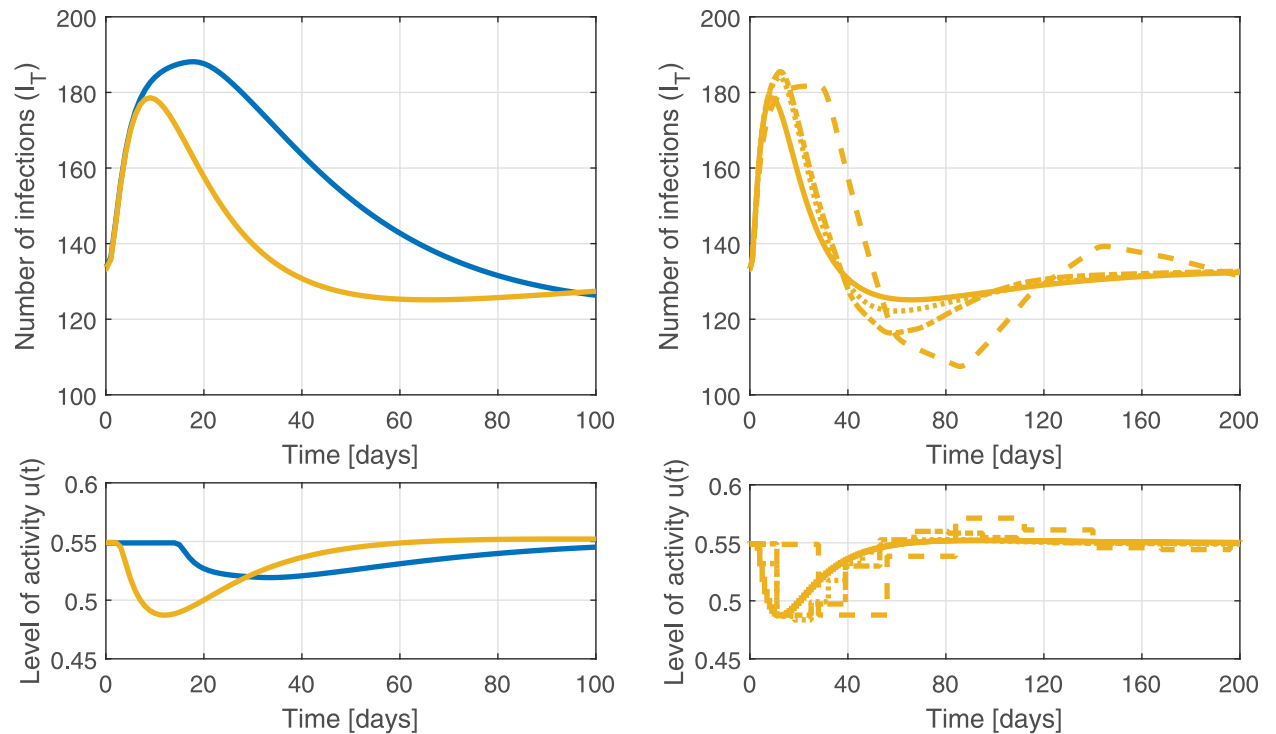 200
180
160
140
120
100
Number of infections (I_T)
0 20 40 60 80 100
Time [days]
200
180
160
140
120
100
Number of infections (I_T)
0 40 80 120 160 200
Time [days]
0.6
0.55
0.5
0.45
Level of activity u(t)
0 20 40 60 80 100
Time [days]
0.6
0.55
0.5
0.45
Level of activity u(t)
0 40 80 120 160 200
Time [days]